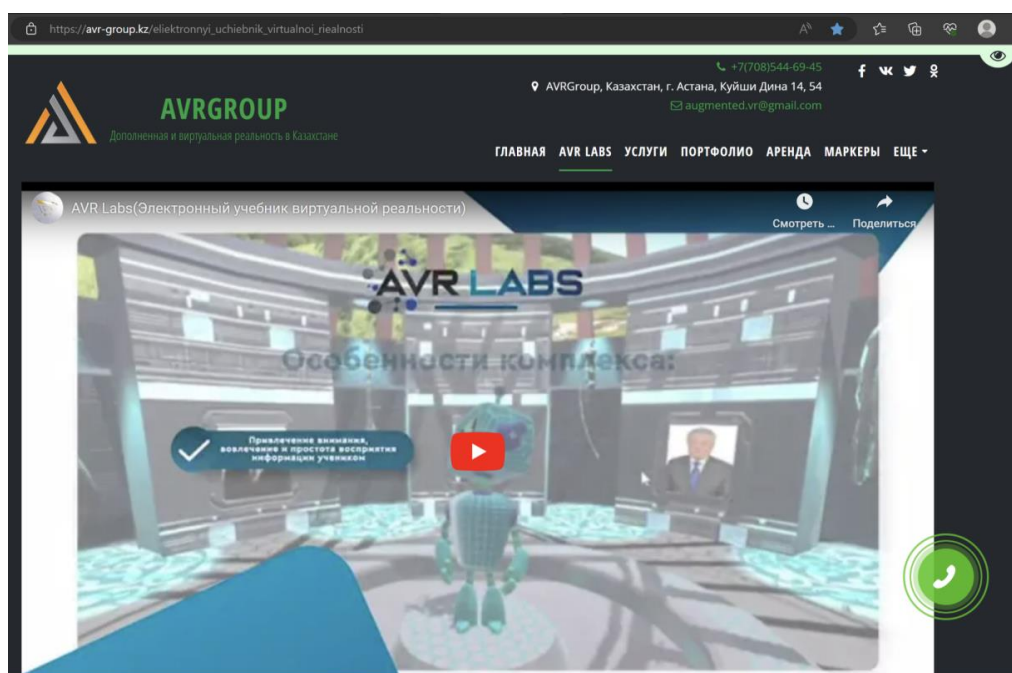 https://avr-group.kz/eliektronnyi_uchiebnik_virtualnoi_riealnosti
+7(708)544-69-45
AVRGroup, Казахстан, г. Астана, Куйши Дина 14, 54
augmented.vr@gmail.com
AVRGROUP
Дополненная и виртуальная реальность в Казахстане
ГЛАВНАЯ AVR LABS УСЛУГИ ПОРТФОЛИО АРЕНДА МАРКЕРЫ ЕЩЕ
AVR Labs(Электронный учебник виртуальной реальности)
Смотреть ...
Поделиться
AVR LABS
Особенности комплекса:
Привлечение внимания,
вовлечение и простота восприятия
информации учеником